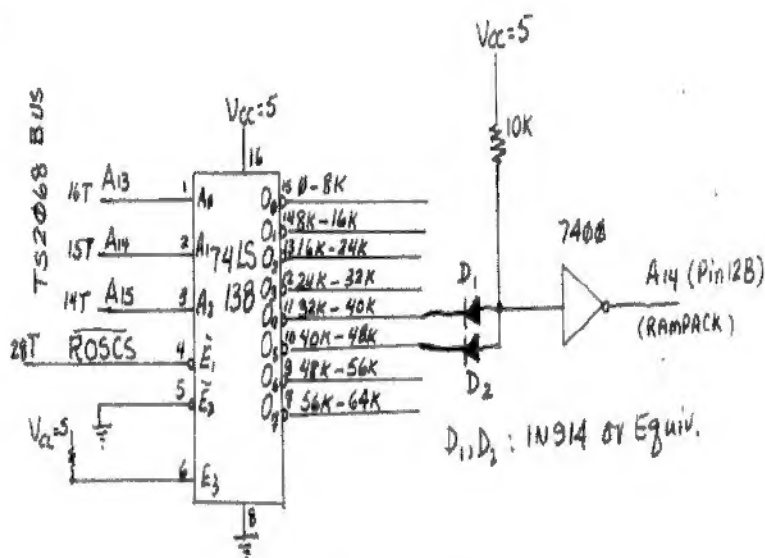 Vcc=5
10K
TS2068 BUS
Vcc=5
16
16T A13 1 A0
O0 15 0-8K
O1 14 8K-16K
15T A14 2 A1
74LS
138
O2 13 16K-24K
O3 12 24K-32K
14T A15 3 A2
O4 11 32K-40K
O5 10 40K-48K
28T ROSCS 4 E1
O6 9 48K-56K
5 E2
O7 7 56K-64K
Vcc=5
6 E3
8
D1
D2
7400
A14 (Pin 12B)
(RAMPACK)
D1, D2 : 1N914 or Equiv.